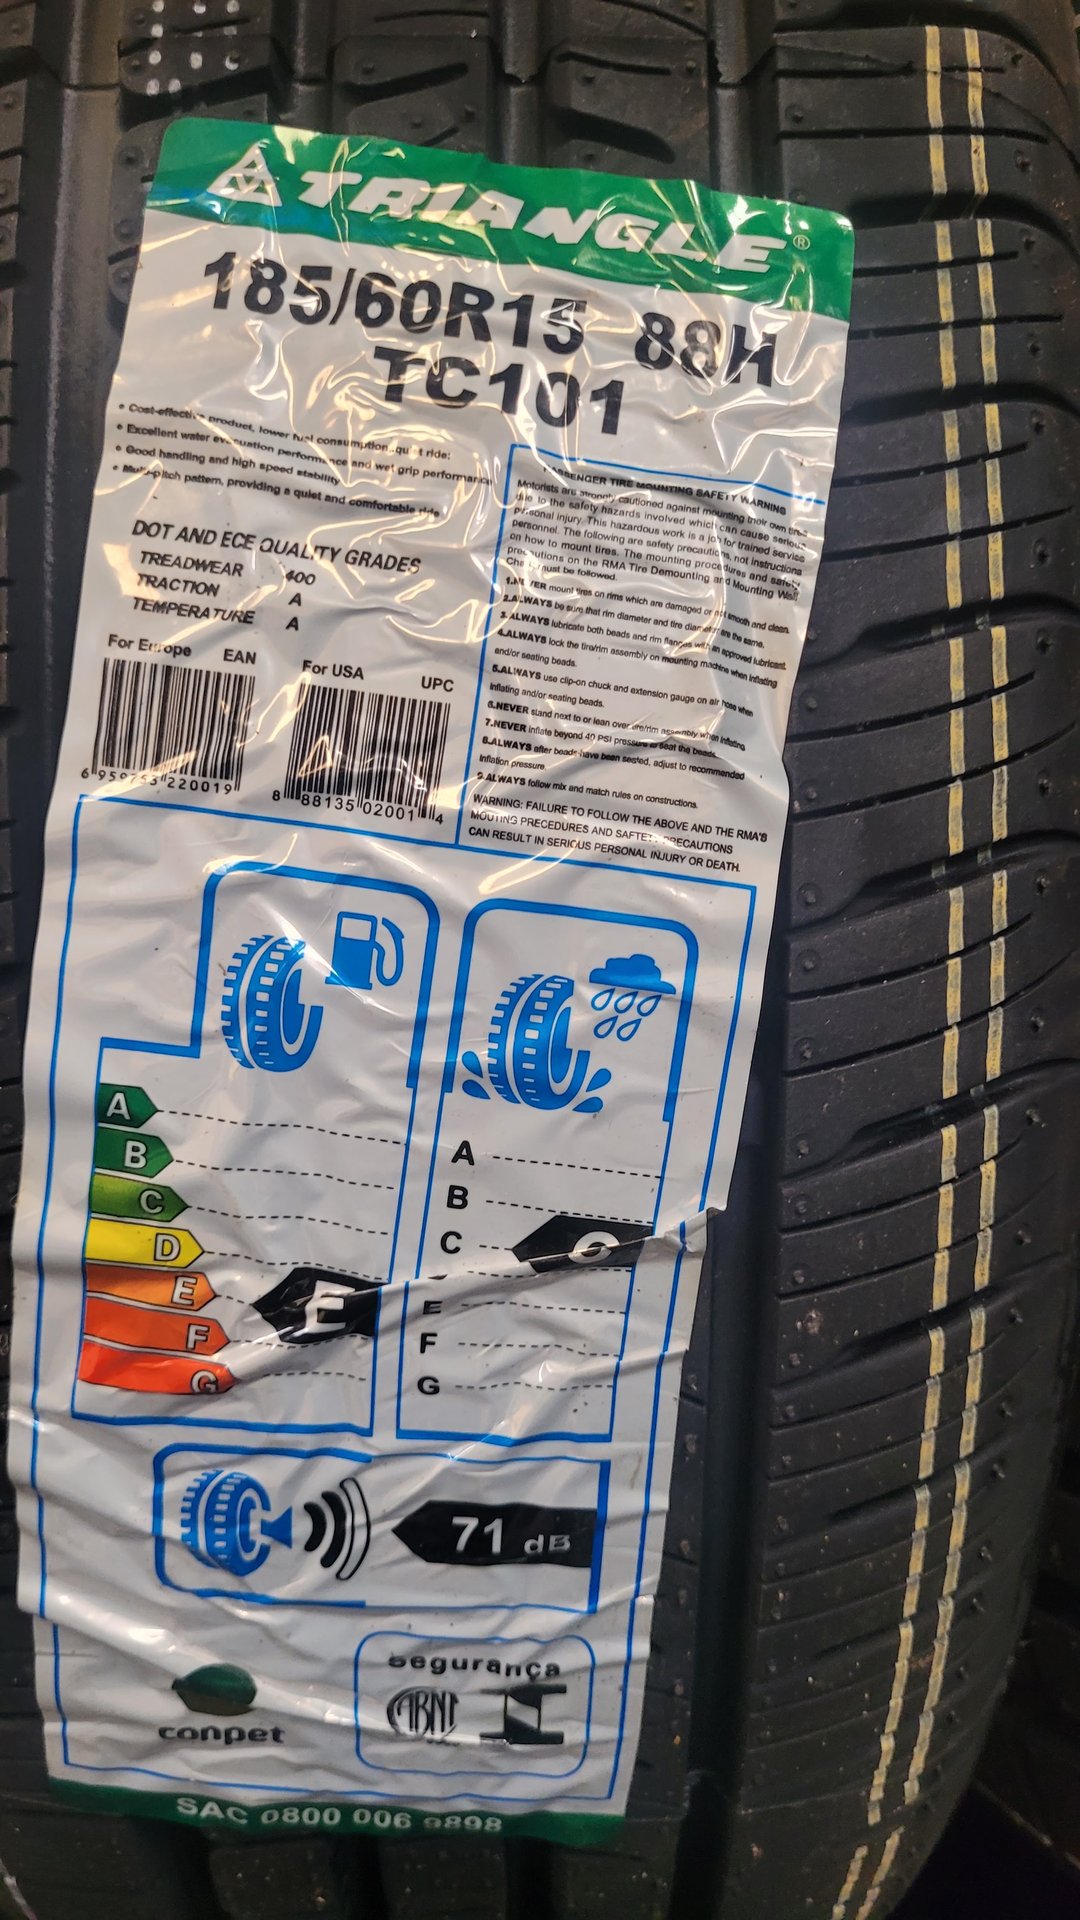 TRIANGLE®
185/60R15 88H
TC101
• Cost-effective product, lower fuel consumption, quiet ride;
• Excellent water evacuation performance and wet grip performance
• Good handling and high speed stability
• Multi-pitch pattern, providing a quiet and comfortable ride
DOT AND ECE QUALITY GRADES
TREADWEAR 400
TRACTION A
TEMPERATURE A
For Europe EAN
For USA UPC
6 959753 220019
8 88135 02001 4
PASSENGER TIRE MOUNTING SAFETY WARNING
Motorists are strongly cautioned against mounting their own tires
due to the safety hazards involved which can cause serious
personal injury. This hazardous work is a job for trained service
personnel. The following are safety precautions, not instructions
on how to mount tires. The mounting procedures and safety
precautions on the RMA Tire Demounting and Mounting Wall
Chart must be followed.
1.NEVER mount tires on rims which are damaged or not smooth and clean.
2.ALWAYS be sure that rim diameter and tire diameter are the same.
3.ALWAYS lubricate both beads and rim flanges with an approved lubricant.
4.ALWAYS lock the tire/rim assembly on mounting machine when inflating
and/or seating beads.
5.ALWAYS use clip-on chuck and extension gauge on air hose when
inflating and/or seating beads.
6.NEVER stand next to or lean over tire/rim assembly when inflating
7.NEVER inflate beyond 40 PSI pressure to seat the beads.
8.ALWAYS after beads have been seated, adjust to recommended
inflation pressure.
9.ALWAYS follow mix and match rules on constructions.
WARNING: FAILURE TO FOLLOW THE ABOVE AND THE RMA'S
MOUTING PRECEDURES AND SAFTETY PRECAUTIONS
CAN RESULT IN SERIOUS PERSONAL INJURY OR DEATH.
A
B
C
D
E
F
G
E
A
B
C
E
F
G
C
71 dB
conpet
segurança
ABNT
SAC 0800 006 9898